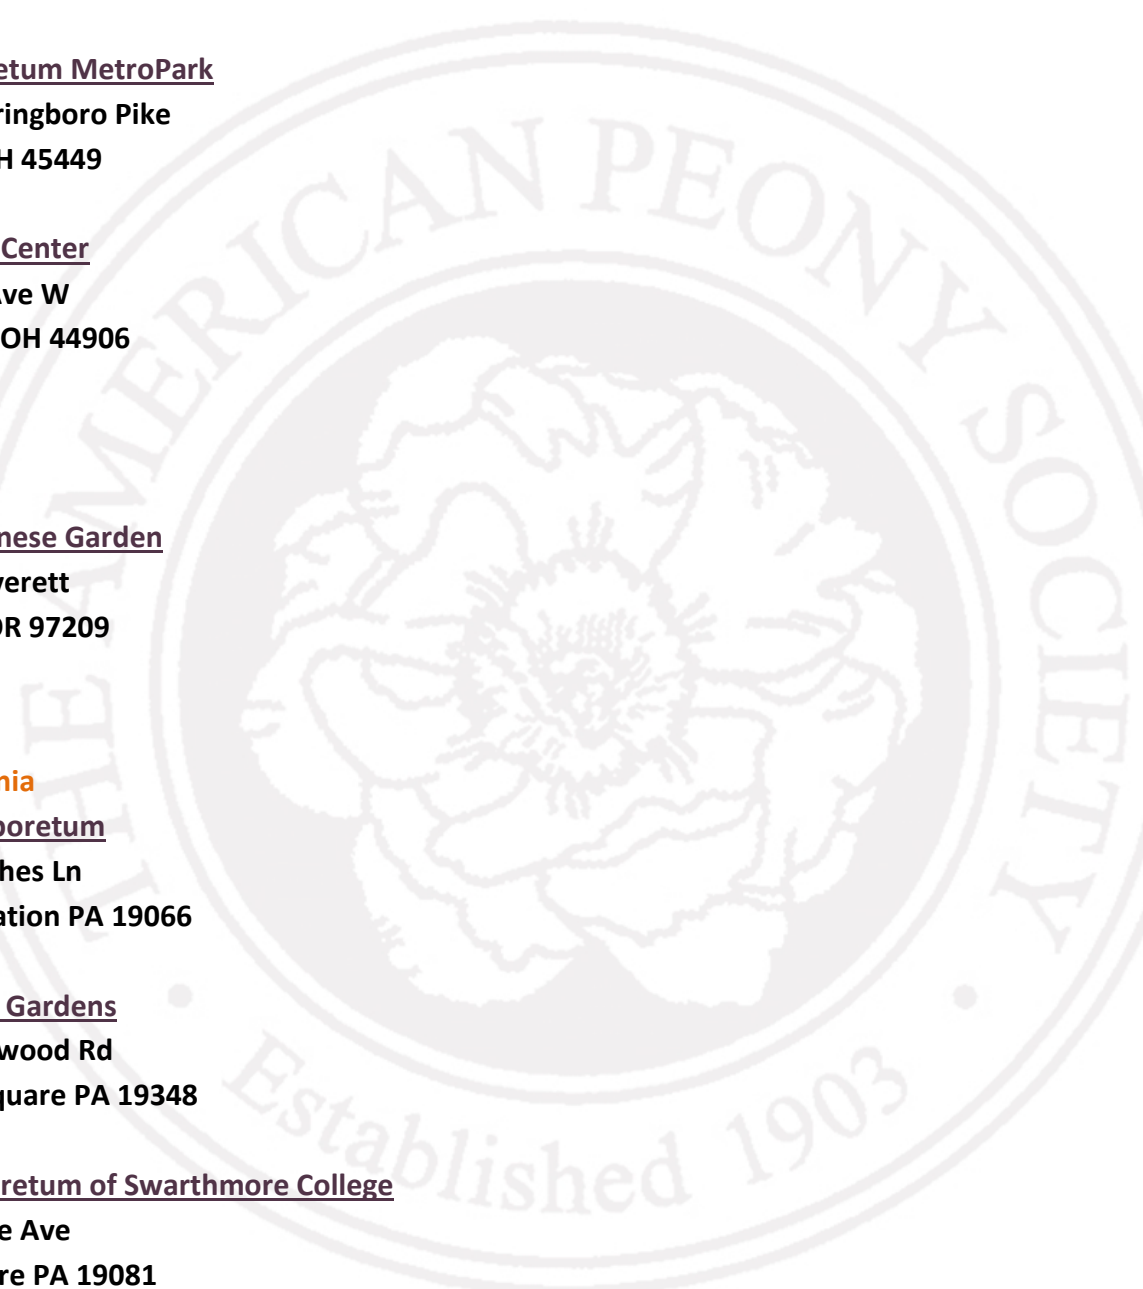 etum MetroPark
ringboro Pike
H 45449
Center
Ave W
OH 44906
nese Garden
verett
OR 97209
nia
boretum
hes Ln
ation PA 19066
Gardens
wood Rd
quare PA 19348
retum of Swarthmore College
e Ave
re PA 19081
THE AMERICAN PEONY SOCIETY
Established 1903